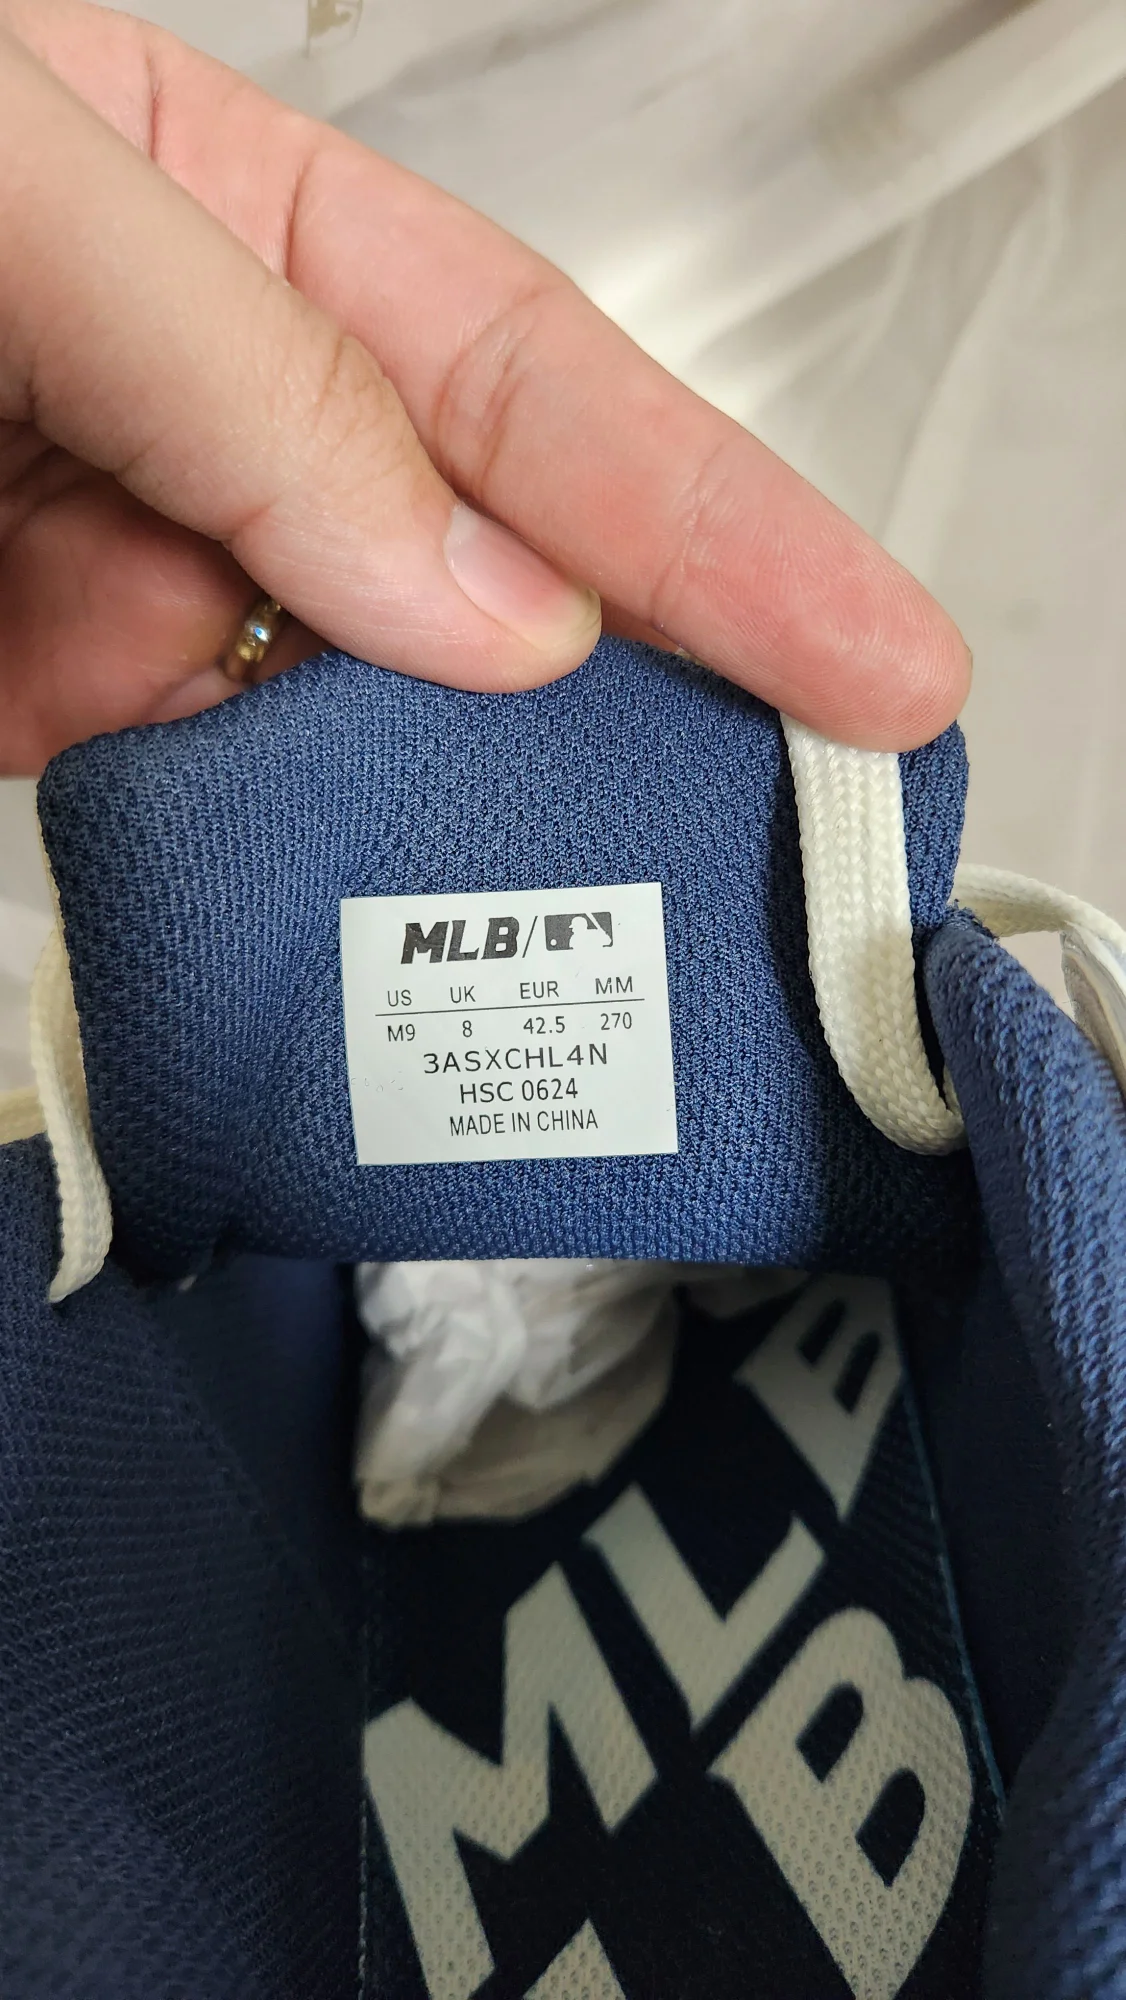 MLB/
US UK EUR MM
M9 8 42.5 270
3ASXCHL4N
HSC 0624
MADE IN CHINA
B
MLB